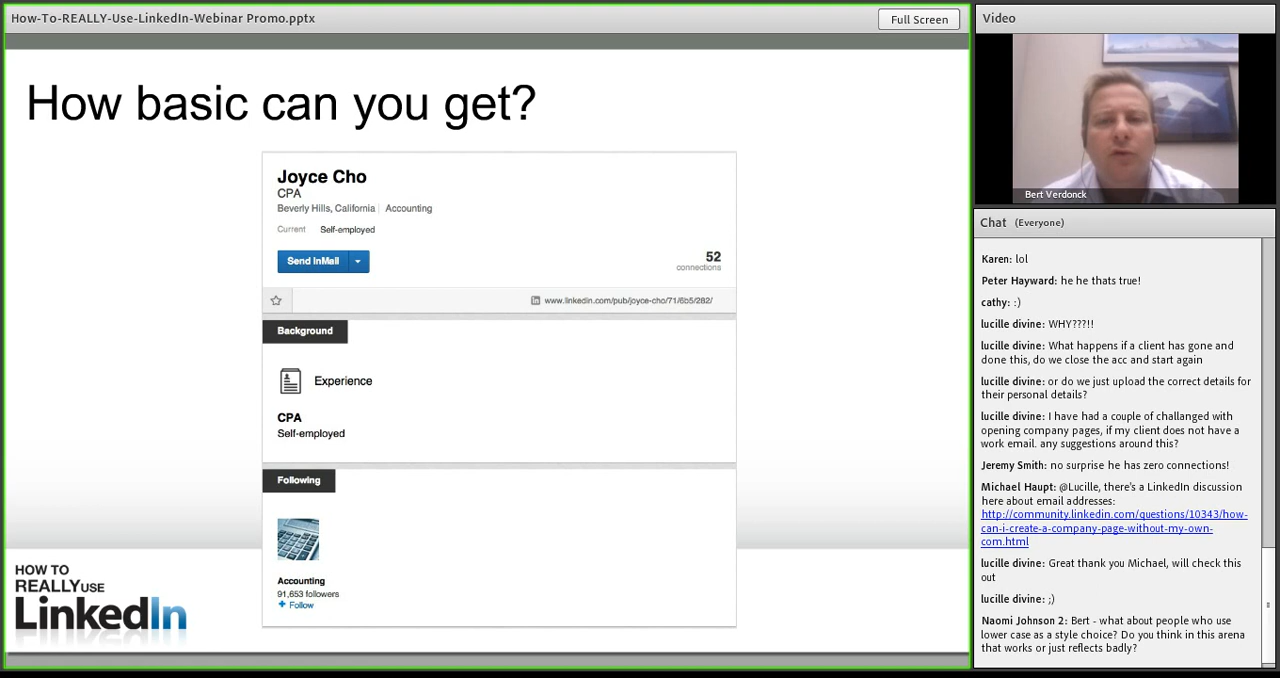 How-To-REALLY-Use-LinkedIn-Webinar Promo.pptx
Full Screen
How basic can you get?
Joyce Cho
CPA
Beverly Hills, California Accounting
Current Self-employed
Send InMail
52
connections
www.linkedin.com/pub/joyce-cho/71/6b5/282/
Background
Experience
CPA
Self-employed
Following
Accounting
91,653 followers
+ Follow
HOW TO
REALLY USE
LinkedIn
Video
Bert Verdonck
Chat (Everyone)
Karen: lol
Peter Hayward: he he thats true!
cathy: :)
lucille divine: WHY???!!
lucille divine: What happens if a client has gone and
done this, do we close the acc and start again
lucille divine: or do we just upload the correct details for
their personal details?
lucille divine: I have had a couple of challanged with
opening company pages, if my client does not have a
work email. any suggestions around this?
Jeremy Smith: no surprise he has zero connections!
Michael Haupt: @Lucille, there's a LinkedIn discussion
here about email addresses:
http://community.linkedin.com/questions/10343/how-
can-i-create-a-company-page-without-my-own-
com.html
lucille divine: Great thank you Michael, will check this
out
lucille divine: ;)
Naomi Johnson 2: Bert - what about people who use
lower case as a style choice? Do you think in this arena
that works or just reflects badly?